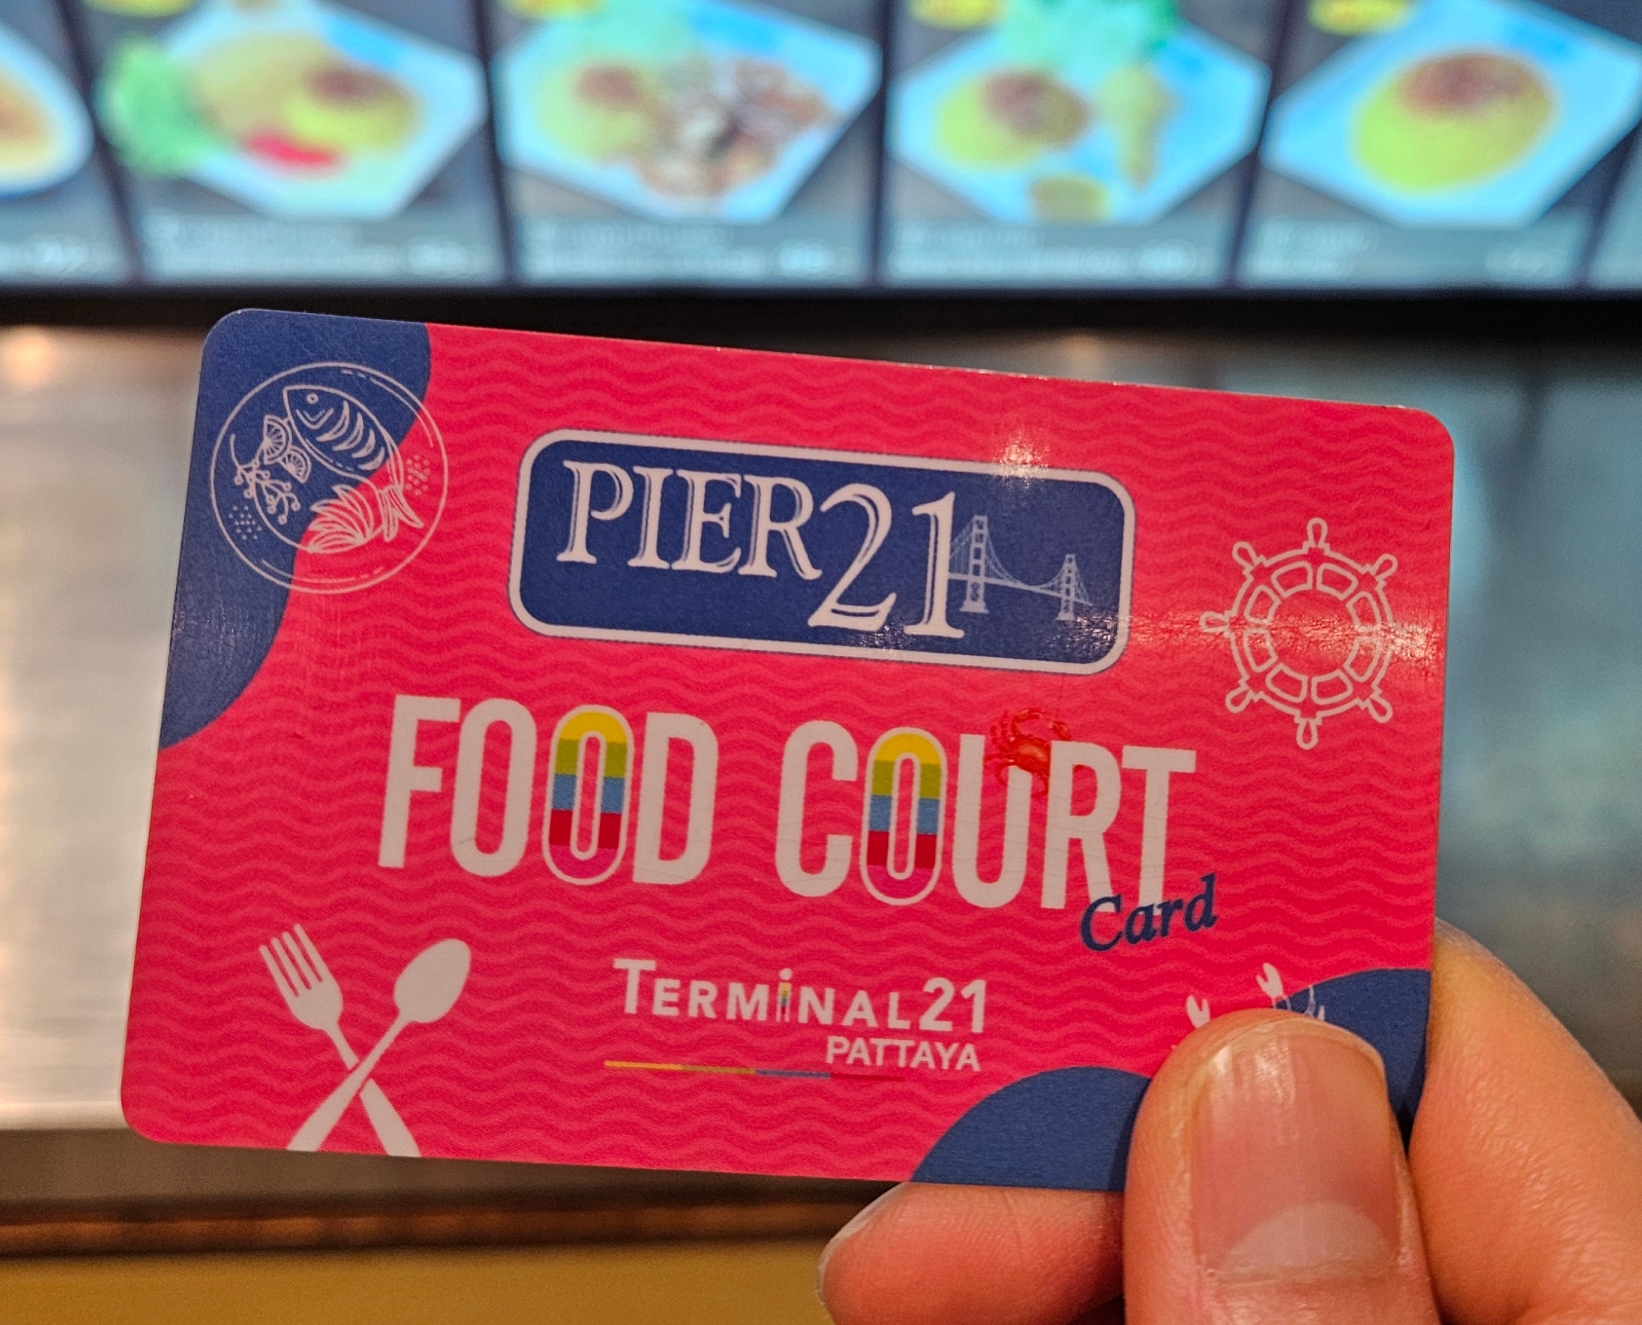 PIER21
FOOD COURT
Card
TERMiNAL21
PATTAYA